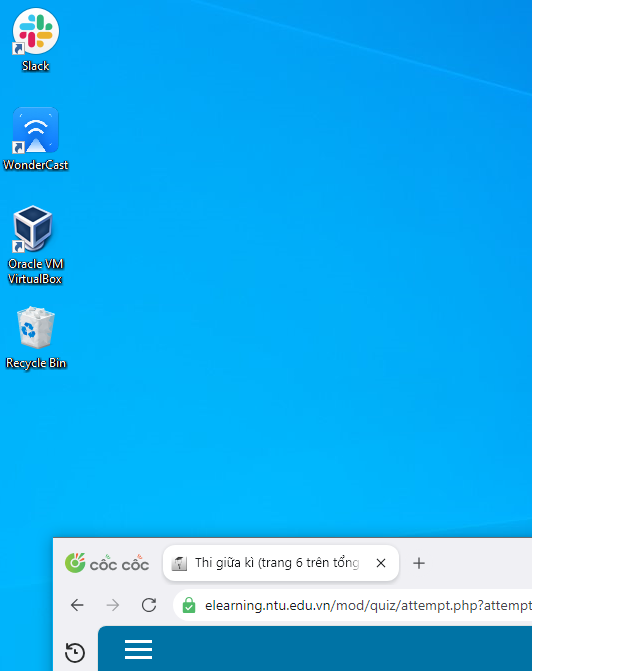 Slack
WonderCast
Oracle VM
VirtualBox
Recycle Bin
cốc cốc
Thi giữa kì (trang 6 trên tổng
elearning.ntu.edu.vn/mod/quiz/attempt.php?attempt